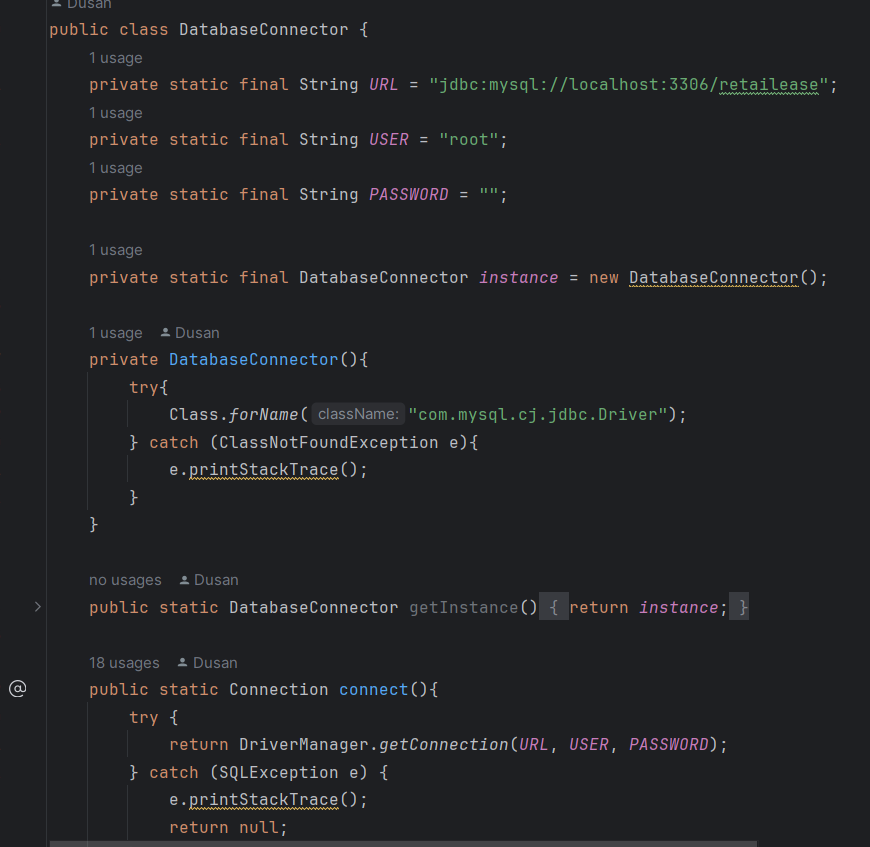 Dusan
public class DatabaseConnector {
1 usage
private static final String URL = "jdbc:mysql://localhost:3306/retailease";
1 usage
private static final String USER = "root";
1 usage
private static final String PASSWORD = "";
1 usage
private static final DatabaseConnector instance = new DatabaseConnector();
1 usage Dusan
private DatabaseConnector(){
try{
Class.forName( className: "com.mysql.cj.jdbc.Driver");
} catch (ClassNotFoundException e){
e.printStackTrace();
}
}
no usages Dusan
public static DatabaseConnector getInstance() { return instance; }
18 usages Dusan
@ public static Connection connect(){
try {
return DriverManager.getConnection(URL, USER, PASSWORD);
} catch (SQLException e) {
e.printStackTrace();
return null;